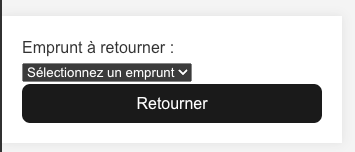 Emprunt à retourner :
Sélectionnez un emprunt
Retourner